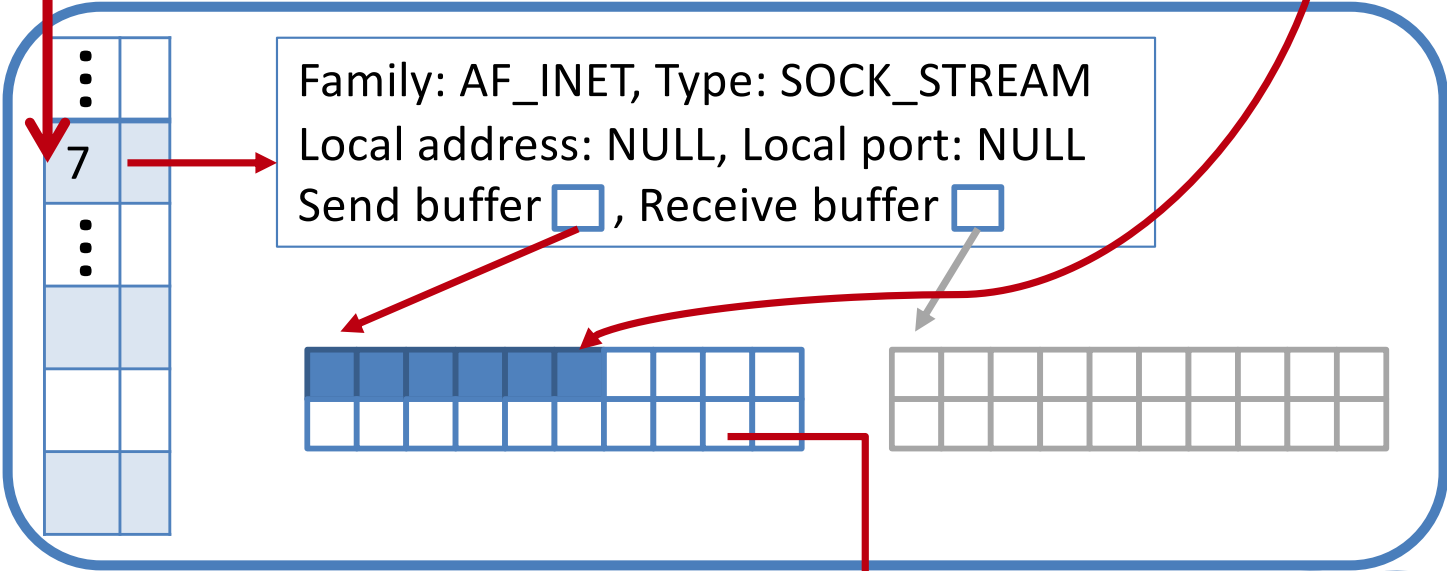 Family: AF_INET, Type: SOCK_STREAM
7
Local address: NULL, Local port: NULL
Send buffer , Receive buffer